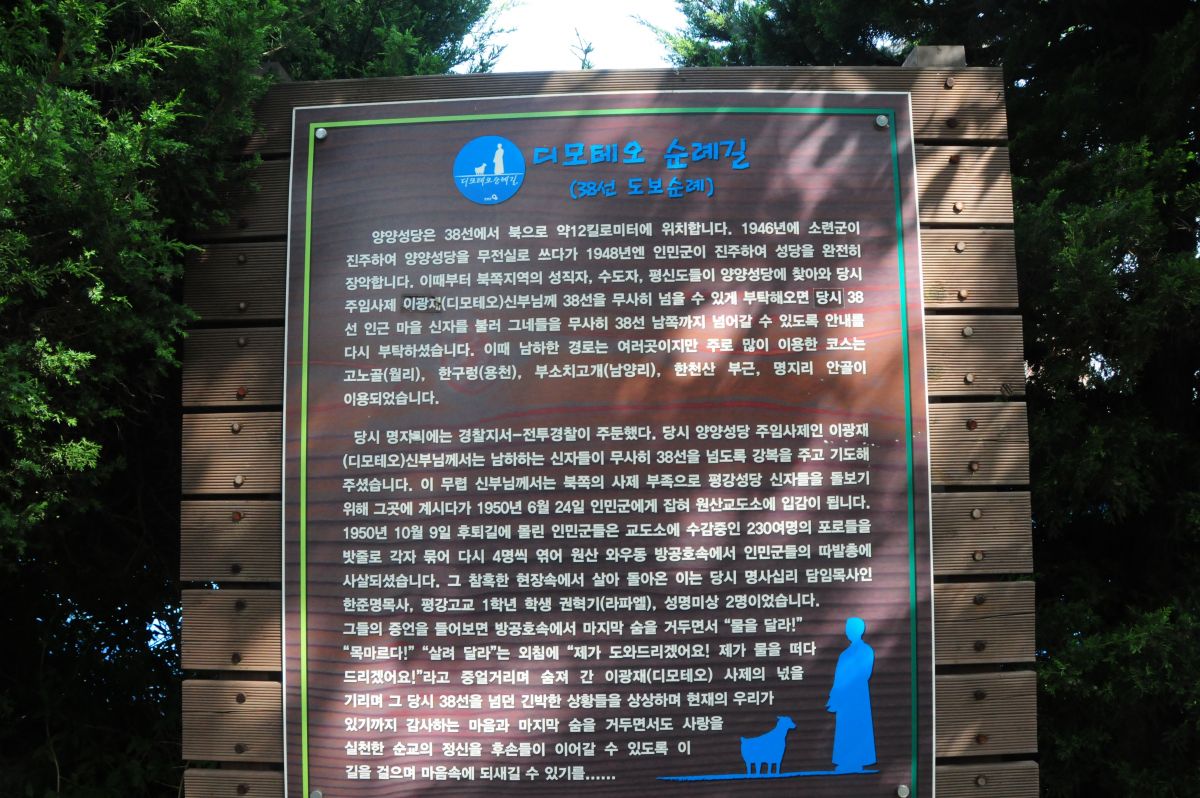 디모테오 순례길
(38선 도보순례)
디모테오순례길
양양성당은 38선에서 북으로 약12킬로미터에 위치합니다. 1946년에 소련군이
진주하여 양양성당을 무전실로 쓰다가 1948년엔 인민군이 진주하여 성당을 완전히
장악합니다. 이때부터 북쪽지역의 성직자, 수도자, 평신도들이 양양성당에 찾아와 당시
주임사제 이광재(디모테오)신부님께 38선을 무사히 넘을 수 있게 부탁해오면 당시 38
선 인근 마을 신자를 불러 그네들을 무사히 38선 남쪽까지 넘어갈 수 있도록 안내를
다시 부탁하셨습니다. 이때 남하한 경로는 여러곳이지만 주로 많이 이용한 코스는
고노골(월리), 한구렁(용천), 부소치고개(남양리), 한천산 부근, 명지리 안골이
이용되었습니다.
당시 명지리에는 경찰지서-전투경찰이 주둔했다. 당시 양양성당 주임사제인 이광재
(디모테오)신부님께서는 남하하는 신자들이 무사히 38선을 넘도록 강복을 주고 기도해
주셨습니다. 이 무렵 신부님께서는 북쪽의 사제 부족으로 평강성당 신자들을 돌보기
위해 그곳에 계시다가 1950년 6월 24일 인민군에게 잡혀 원산교도소에 입감이 됩니다.
1950년 10월 9일 후퇴길에 몰린 인민군들은 교도소에 수감중인 230여명의 포로들을
밧줄로 각자 묶어 다시 4명씩 엮어 원산 와우동 방공호속에서 인민군들의 따발총에
사살되셨습니다. 그 참혹한 현장속에서 살아 돌아온 이는 당시 명사십리 담임목사인
한준명목사, 평강고교 1학년 학생 권혁기(라파엘), 성명미상 2명이었습니다.
그들의 증언을 들어보면 방공호속에서 마지막 숨을 거두면서 “물을 달라!”
“목마르다!” “살려 달라”는 외침에 “제가 도와드리겠어요! 제가 물을 떠다
드리겠어요!”라고 중얼거리며 숨져 간 이광재(디모테오) 사제의 넋을
기리며 그 당시 38선을 넘던 긴박한 상황들을 상상하며 현재의 우리가
있기까지 감사하는 마음과 마지막 숨을 거두면서도 사랑을
실천한 순교의 정신을 후손들이 이어갈 수 있도록 이
길을 걸으며 마음속에 되새길 수 있기를......